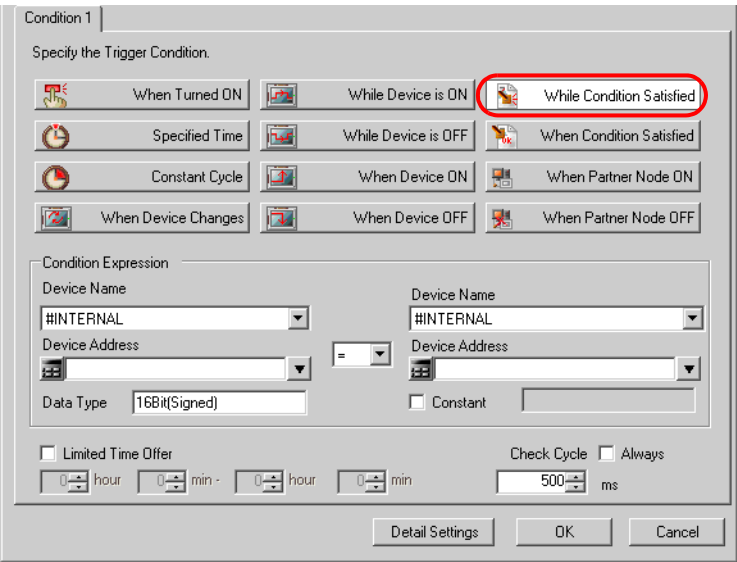 Condition 1
Specify the Trigger Condition.
When Turned ON While Device is ON While Condition Satisfied
Specified Time While Device is OFF When Condition Satisfied
Constant Cycle When Device ON When Partner Node ON
When Device Changes When Device OFF When Partner Node OFF
Condition Expression
Device Name Device Name
#INTERNAL #INTERNAL
Device Address = Device Address
Data Type 16Bit(Signed) Constant
Limited Time Offer Check Cycle Always
0 hour 0 min - 0 hour 0 min 500 ms
Detail Settings OK Cancel